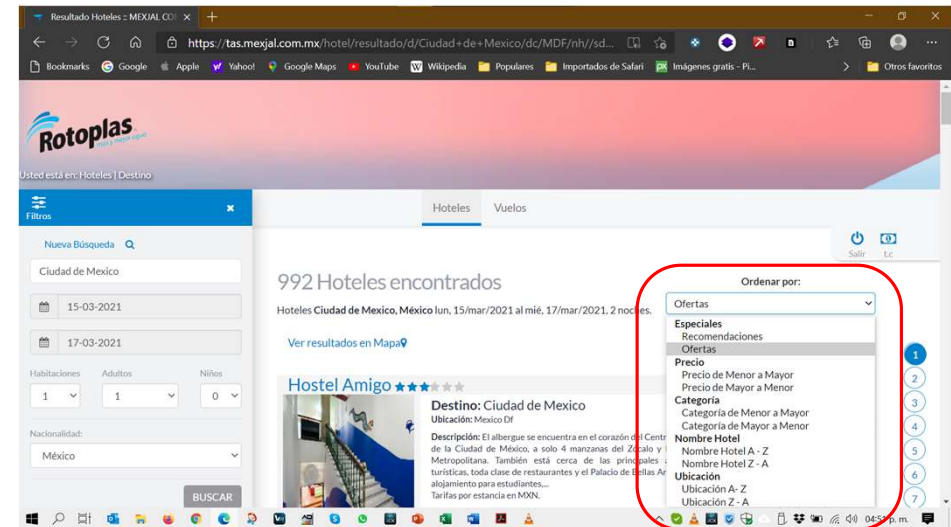 Resultado Hoteles :: MEXJAL COI
https://tas.mexjal.com.mx/hotel/resultado/d/Ciudad+de+Mexico/dc/MDF/nh//sd...
Bookmarks Google Apple Yahoo! Google Maps YouTube Wikipedia Populares Importados de Safari Imágenes gratis - Pi... Otros favoritos
Rotoplas
más y mejor agua
Usted está en: Hoteles | Destino
Filtros
Hoteles Vuelos
Nueva Búsqueda
Salir t.c
Ciudad de Mexico
992 Hoteles encontrados
Ordenar por:
15-03-2021
Hoteles Ciudad de Mexico, México lun, 15/mar/2021 al mié, 17/mar/2021, 2 noches.
Ofertas
17-03-2021
Ver resultados en Mapa
Especiales
Recomendaciones
Ofertas
Precio
Precio de Menor a Mayor
Precio de Mayor a Menor
Categoría
Categoría de Menor a Mayor
Categoría de Mayor a Menor
Nombre Hotel
Nombre Hotel A - Z
Nombre Hotel Z - A
Ubicación
Ubicación A- Z
Ubicación Z - A
1
2
3
4
5
6
7
Habitaciones Adultos Niños
1 1 0
Nacionalidad:
México
BUSCAR
Hostel Amigo
Destino: Ciudad de Mexico
Ubicación: Mexico Df
Descripción: El albergue se encuentra en el corazón del Centr
de la Ciudad de México, a solo 4 manzanas del Zócalo y
Metropolitana. También está cerca de las principales
turísticas, toda clase de restaurantes y el Palacio de Bellas Ar
alojamiento para estudiantes,...
Tarifas por estancia en MXN.
04:51 p. m.